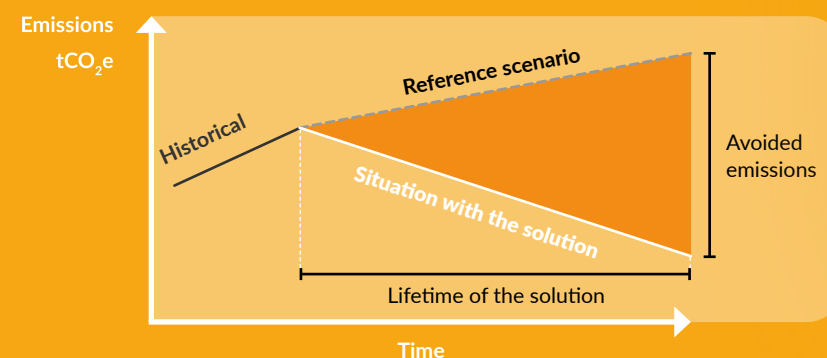 Emissions
tCO₂e
Reference scenario
Historical
Avoided
emissions
Situation with the solution
Lifetime of the solution
Time